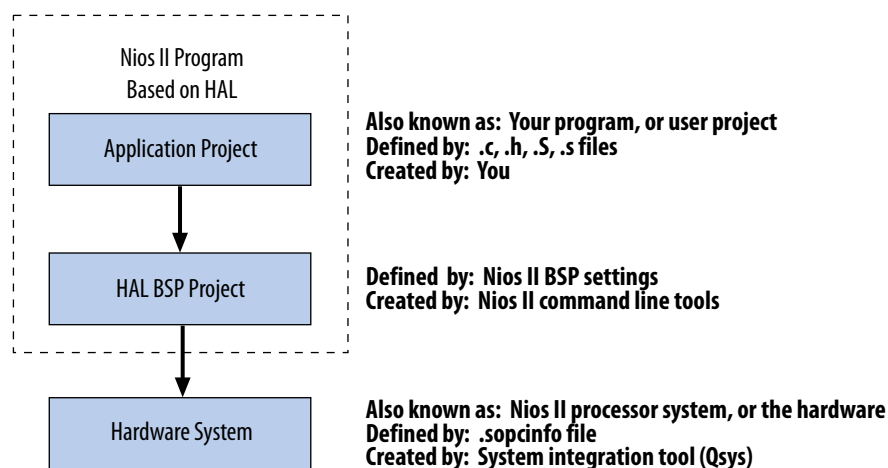 Nios II Program
Based on HAL
Application Project
Also known as: Your program, or user project
Defined by: .c, .h, .S, .s files
Created by: You
HAL BSP Project
Defined by: Nios II BSP settings
Created by: Nios II command line tools
Hardware System
Also known as: Nios II processor system, or the hardware
Defined by: .sopcinfo file
Created by: System integration tool (Qsys)